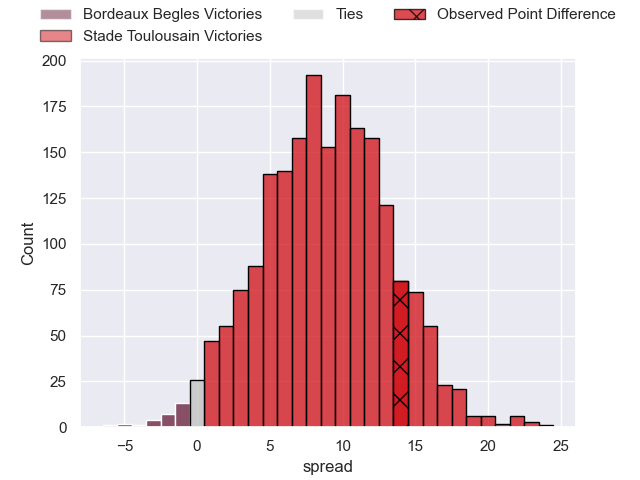 Bordeaux Begles Victories
Ties
Observed Point Difference
Stade Toulousain Victories
200
175
150
125
100
75
50
25
0
Count
−5 0 5 10 15 20 25
spread